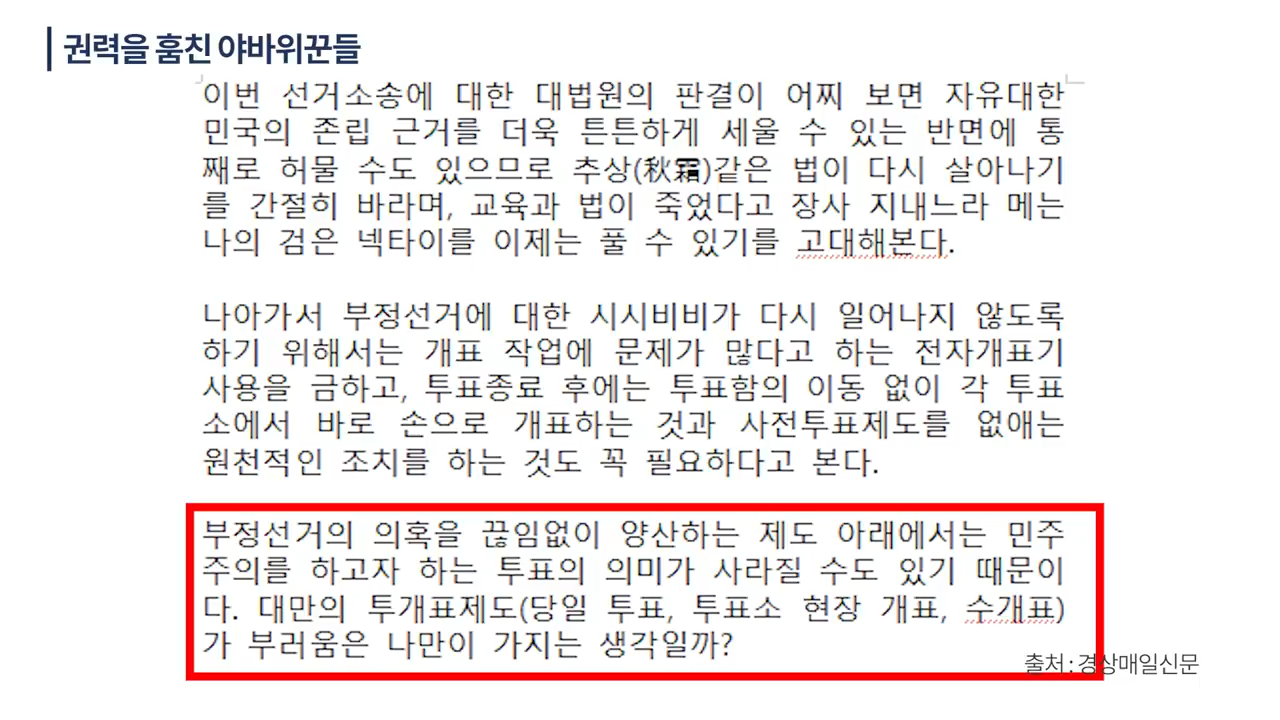 권력을 훔친 야바위꾼들
이번 선거소송에 대한 대법원의 판결이 어찌 보면 자유대한
민국의 존립 근거를 더욱 튼튼하게 세울 수 있는 반면에 통
째로 허물 수도 있으므로 추상(秋霜)같은 법이 다시 살아나기
를 간절히 바라며, 교육과 법이 죽었다고 장사 지내느라 메는
나의 검은 넥타이를 이제는 풀 수 있기를 고대해본다.
나아가서 부정선거에 대한 시시비비가 다시 일어나지 않도록
하기 위해서는 개표 작업에 문제가 많다고 하는 전자개표기
사용을 금하고, 투표종료 후에는 투표함의 이동 없이 각 투표
소에서 바로 손으로 개표하는 것과 사전투표제도를 없애는
원천적인 조치를 하는 것도 꼭 필요하다고 본다.
부정선거의 의혹을 끊임없이 양산하는 제도 아래에서는 민주
주의를 하고자 하는 투표의 의미가 사라질 수도 있기 때문이
다. 대만의 투개표제도(당일 투표, 투표소 현장 개표, 수개표)
가 부러움은 나만이 가지는 생각일까?
출처 : 경상매일신문